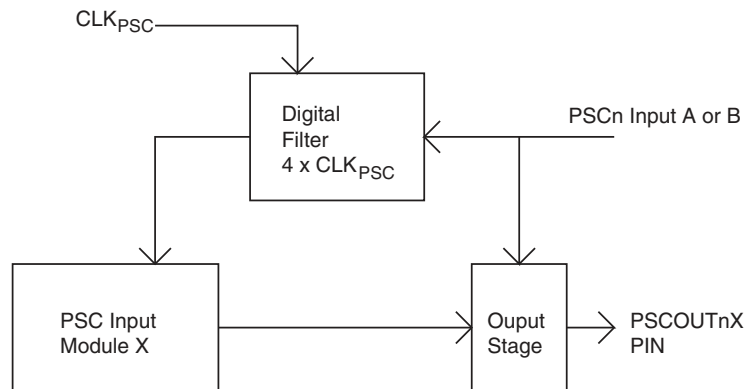 CLKPSC
Digital
Filter
4 x CLKPSC
PSCn Input A or B
PSC Input
Module X
Ouput
Stage
PSCOUTnX
PIN